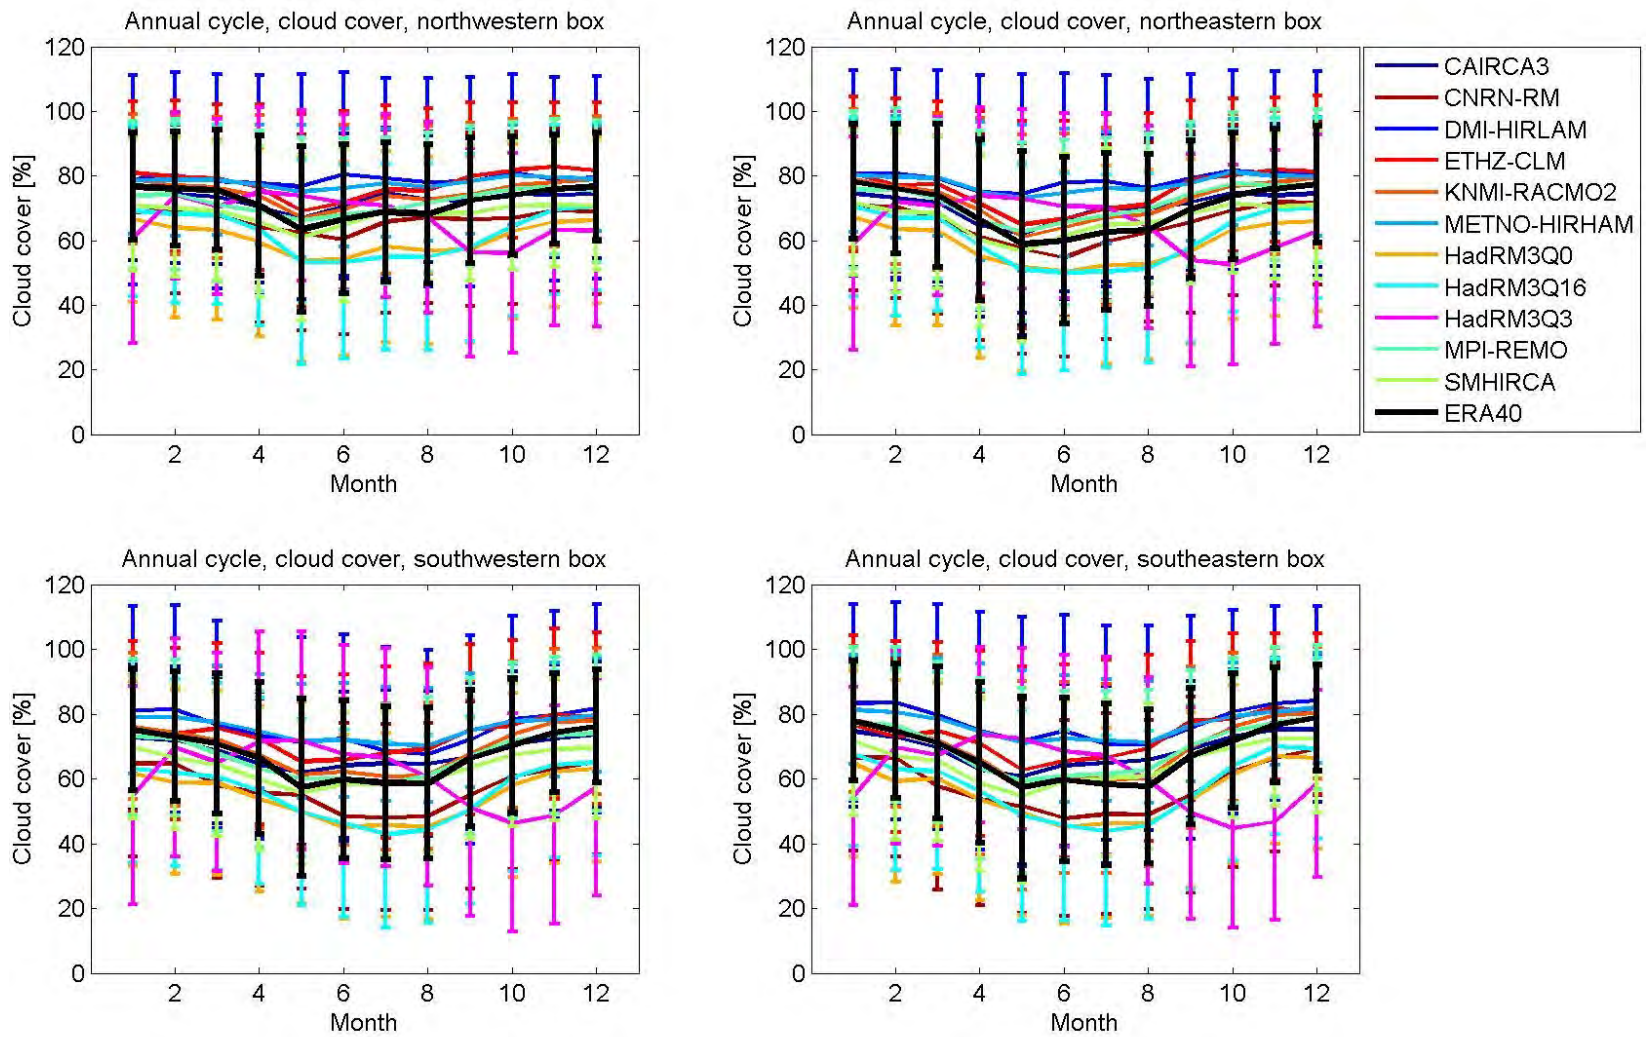 Annual cycle, cloud cover, northwestern box
120
100
80
60
40
20
0
Cloud cover [%]
2 4 6 8 10 12
Month
Annual cycle, cloud cover, northeastern box
120
100
80
60
40
20
0
Cloud cover [%]
2 4 6 8 10 12
Month
CAIRCA3
CNRN-RM
DMI-HIRLAM
ETHZ-CLM
KNMI-RACMO2
METNO-HIRHAM
HadRM3Q0
HadRM3Q16
HadRM3Q3
MPI-REMO
SMHIRCA
ERA40
Annual cycle, cloud cover, southwestern box
120
100
80
60
40
20
0
Cloud cover [%]
2 4 6 8 10 12
Month
Annual cycle, cloud cover, southeastern box
120
100
80
60
40
20
0
Cloud cover [%]
2 4 6 8 10 12
Month